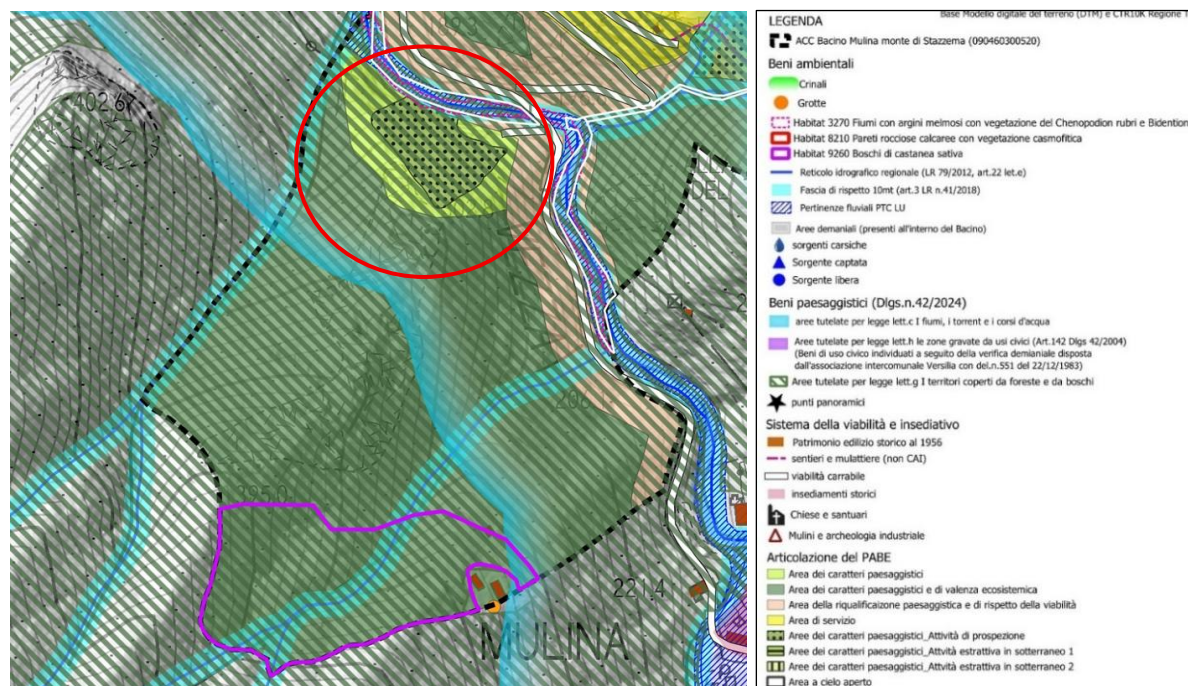 402.67
206
295.0
221.4
MULINA
Base Modello digitale del terreno (DTM) e CTR10K Regione T
LEGENDA
ACC Bacino Mulina monte di Stazzema (090460300520)
Beni ambientali
Crinali
Grotte
Habitat 3270 Fiumi con argini melmosi con vegetazione del Chenopodion rubri e Bidention
Habitat 8210 Pareti rocciose calcaree con vegetazione casmofitica
Habitat 9260 Boschi di castanea sativa
Reticolo idrografico regionale (LR 79/2012, art.22 let.e)
Fascia di rispetto 10mt (art.3 LR n.41/2018)
Pertinenze fluviali PTC LU
Aree demaniali (presenti all'interno del Bacino)
sorgenti carsiche
Sorgente captata
Sorgente libera
Beni paesaggistici (Dlgs.n.42/2024)
aree tutelate per legge lett.c I fiumi, i torrent e i corsi d'acqua
Aree tutelate per legge lett.h le zone gravate da usi civici (Art.142 Dlgs 42/2004)
(Beni di uso civico individuati a seguito della verifica demaniale disposta
dall'associazione intercomunale Versilia con del.n.551 del 22/12/1983)
Aree tutelate per legge lett.g I territori coperti da foreste e da boschi
punti panoramici
Sistema della viabilità e insediativo
Patrimonio edilizio storico al 1956
sentieri e mulattiere (non CAI)
viabilità carrabile
insediamenti storici
Chiese e santuari
Mulini e archeologia industriale
Articolazione del PABE
Area dei caratteri paesaggistici
Area dei caratteri paesaggistici e di valenza ecosistemica
Area della riqualificaizone paesaggistica e di rispetto della viabilità
Area di servizio
Aree dei caratteri paesaggistici_Attività di prospezione
Aree dei caratteri paesaggistici_Attvità estrattiva in sotterraneo 1
Aree dei caratteri paesaggistici_Attvità estrattiva in sotterraneo 2
Area a cielo aperto